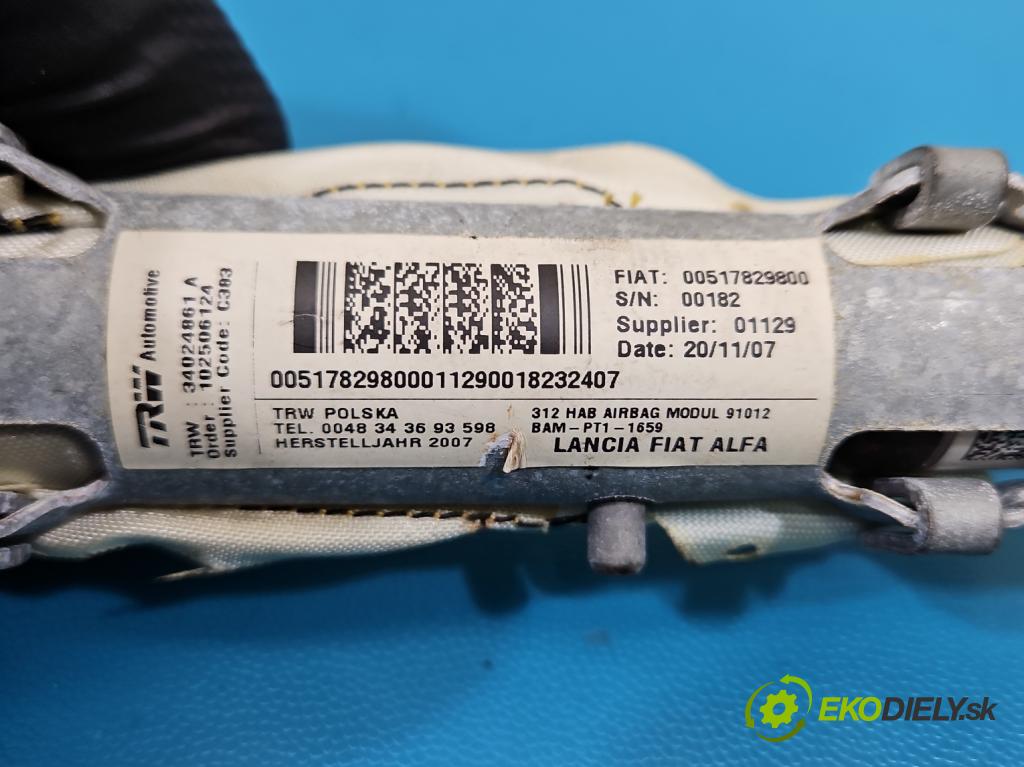 TRW Automotive
TRW : 34024861 A
Order : 102506124
Supplier Code: C383
FIAT: 00517829800
S/N: 00182
Supplier: 01129
Date: 20/11/07
00517829800011290018232407
TRW POLSKA
TEL. 0048 34 36 93 598
HERSTELLJAHR 2007
312 HAB AIRBAG MODUL 91012
BAM-PT1-1659
LANCIA FIAT ALFA
EKODIELY.sk